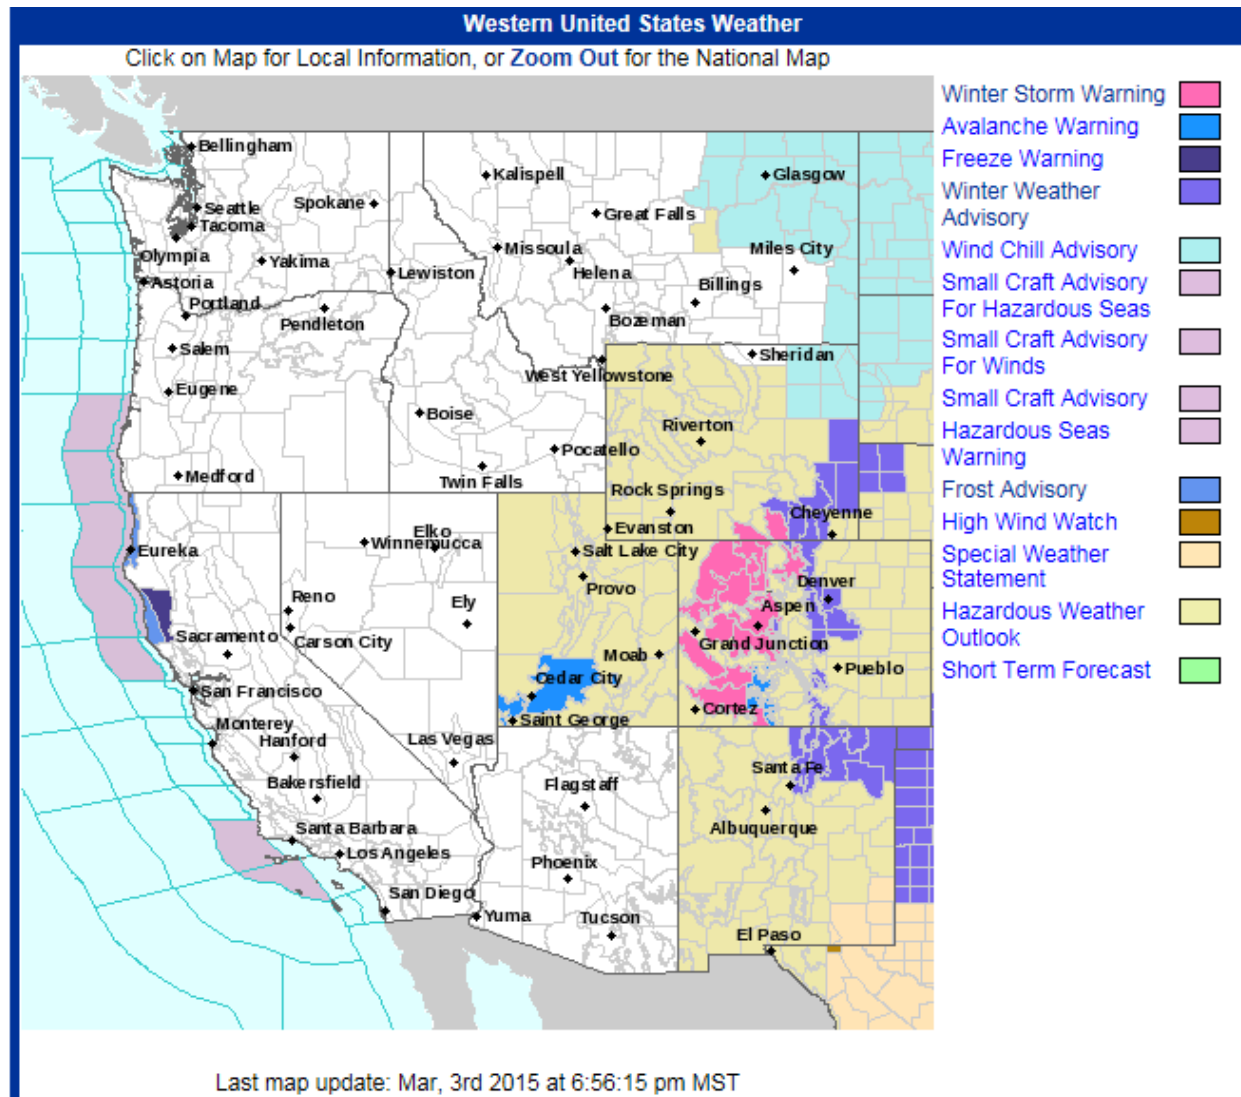 Western United States Weather
Click on Map for Local Information, or Zoom Out for the National Map
Bellingham
Kalispell
Glasgow
Seattle
Spokane
Great Falls
Tacoma
Olympia
Yakima
Missoula
Miles City
Helena
Lewiston
Astoria
Billings
Portland
Pendleton
Bozeman
Salem
Sheridan
West Yellowstone
Eugene
Boise
Riverton
Pocatello
Medford
Twin Falls
Rock Springs
Cheyenne
Evanston
Elko
Winnemucca
Eureka
Salt Lake City
Provo
Denver
Reno
Ely
Aspen
Sacramento
Carson City
Grand Junction
Moab
Pueblo
Cedar City
San Francisco
Cortez
Saint George
Monterey
Hanford
Las Vegas
Santa Fe
Bakersfield
Flagstaff
Albuquerque
Santa Barbara
Los Angeles
Phoenix
San Diego
Yuma
Tucson
El Paso
Winter Storm Warning
Avalanche Warning
Freeze Warning
Winter Weather
Advisory
Wind Chill Advisory
Small Craft Advisory
For Hazardous Seas
Small Craft Advisory
For Winds
Small Craft Advisory
Hazardous Seas
Warning
Frost Advisory
High Wind Watch
Special Weather
Statement
Hazardous Weather
Outlook
Short Term Forecast
Last map update: Mar, 3rd 2015 at 6:56:15 pm MST